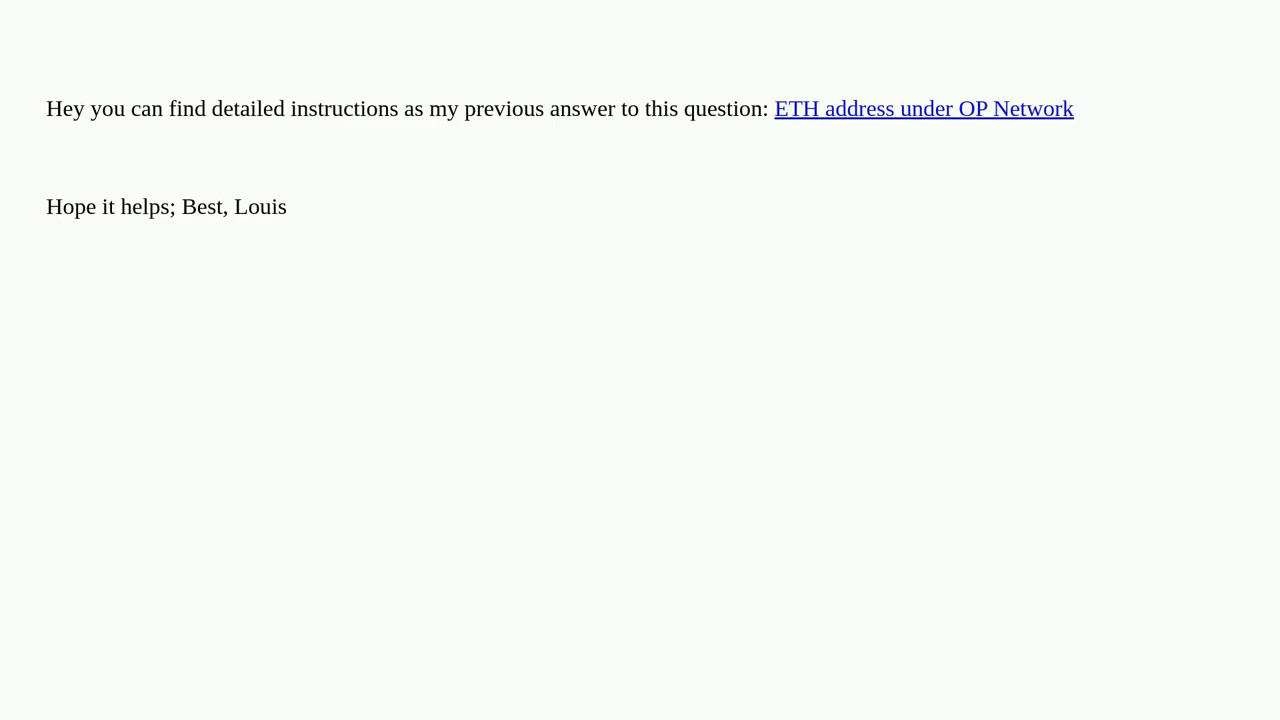 Hey you can find detailed instructions as my previous answer to this question: ETH address under OP Network
Hope it helps; Best, Louis